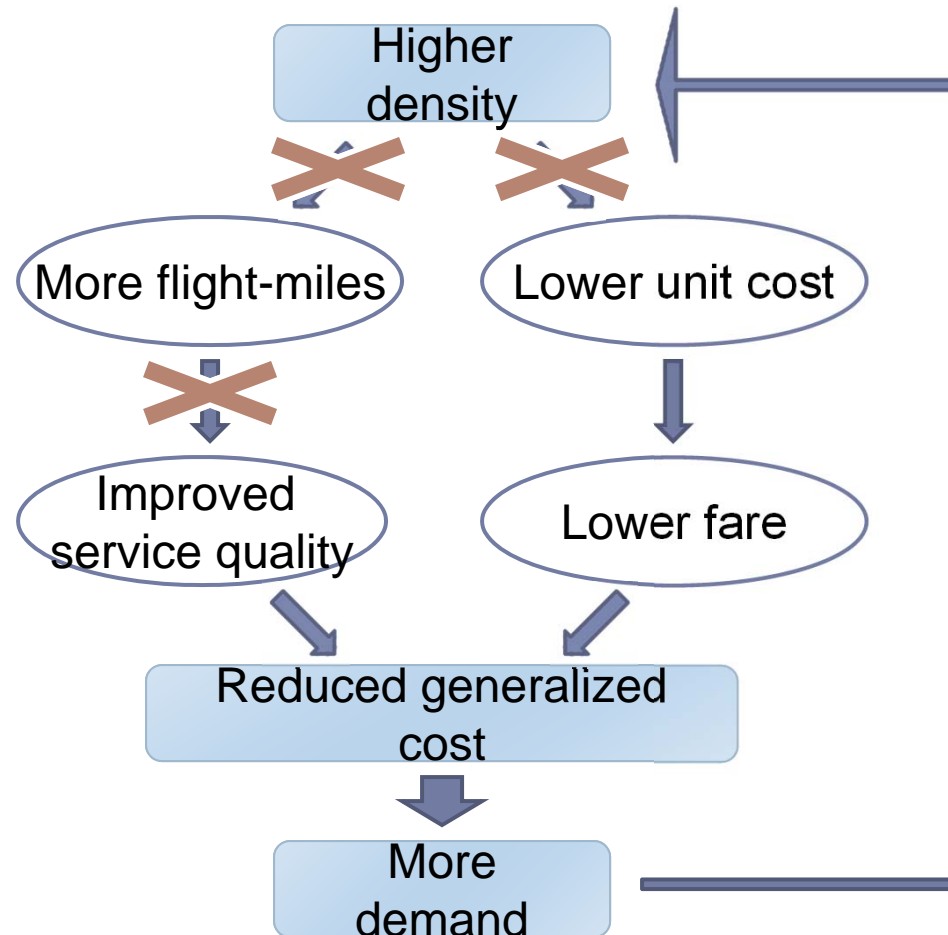 Higher
density
More flight-miles
Lower unit cost
Improved
service quality
Lower fare
Reduced generalized
cost
More
demand